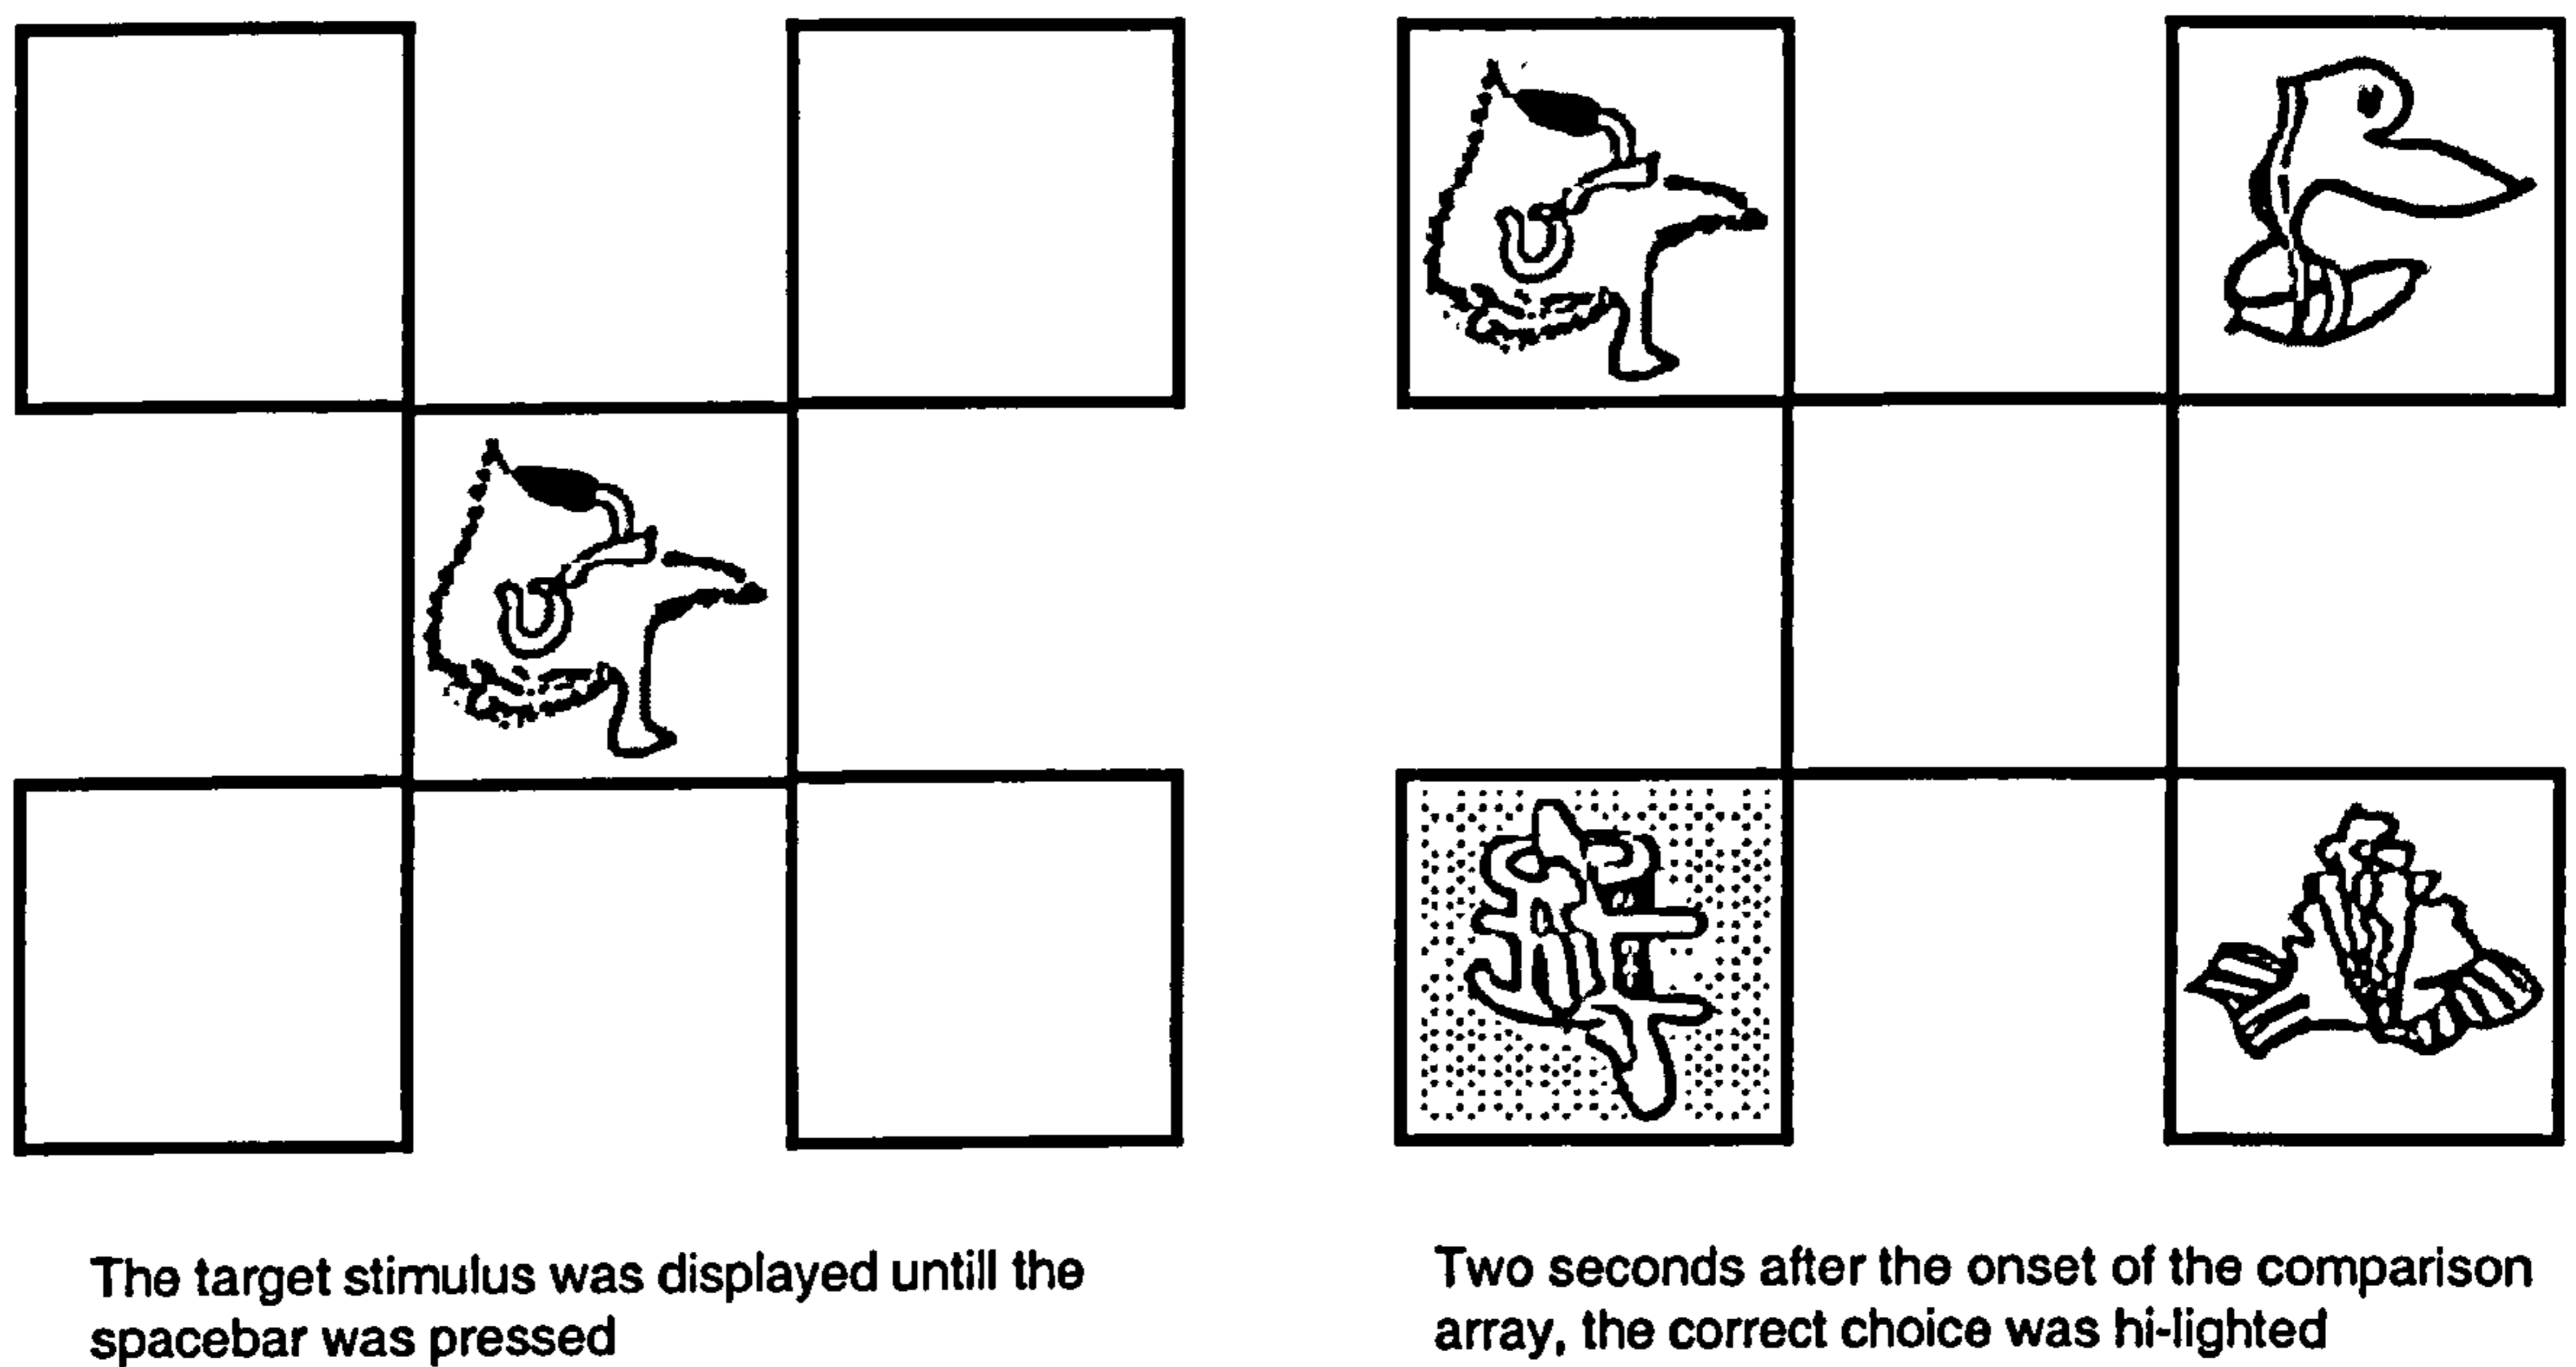 The target stimulus was displayed untill the
spacebar was pressed
Two seconds after the onset of the comparison
array, the correct choice was hi-lighted